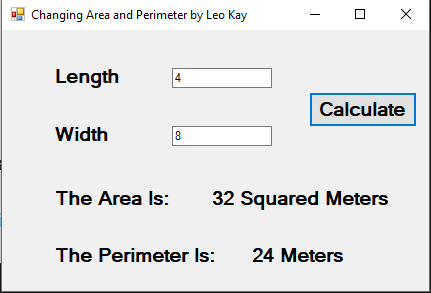 Changing Area and Perimeter by Leo Kay
Length 4
Calculate
Width 8
The Area Is: 32 Squared Meters
The Perimeter Is: 24 Meters